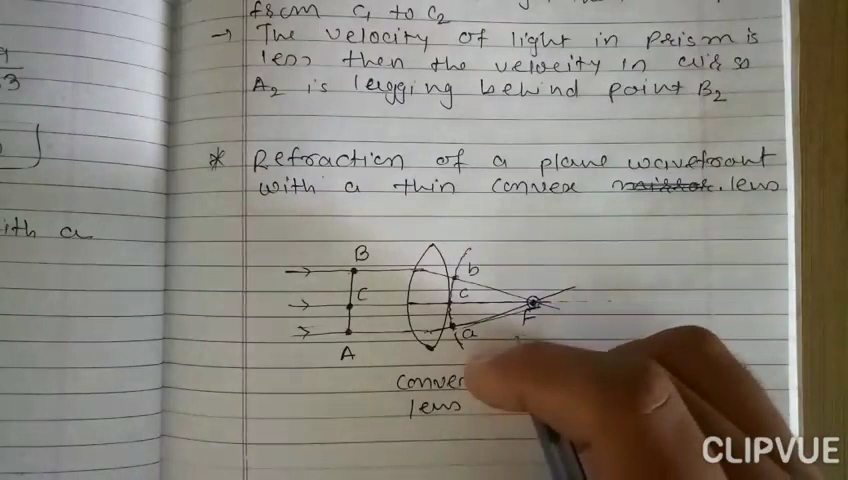 from C1 to C2
→ The velocity of light in Prism is
less then the velocity in air so
A2 is lagging behind point B2
* Refraction of a plane wavefront
with a thin convex lens
ith a
B
C
A
b
c
a
F
conver
lens
CLIPVUE